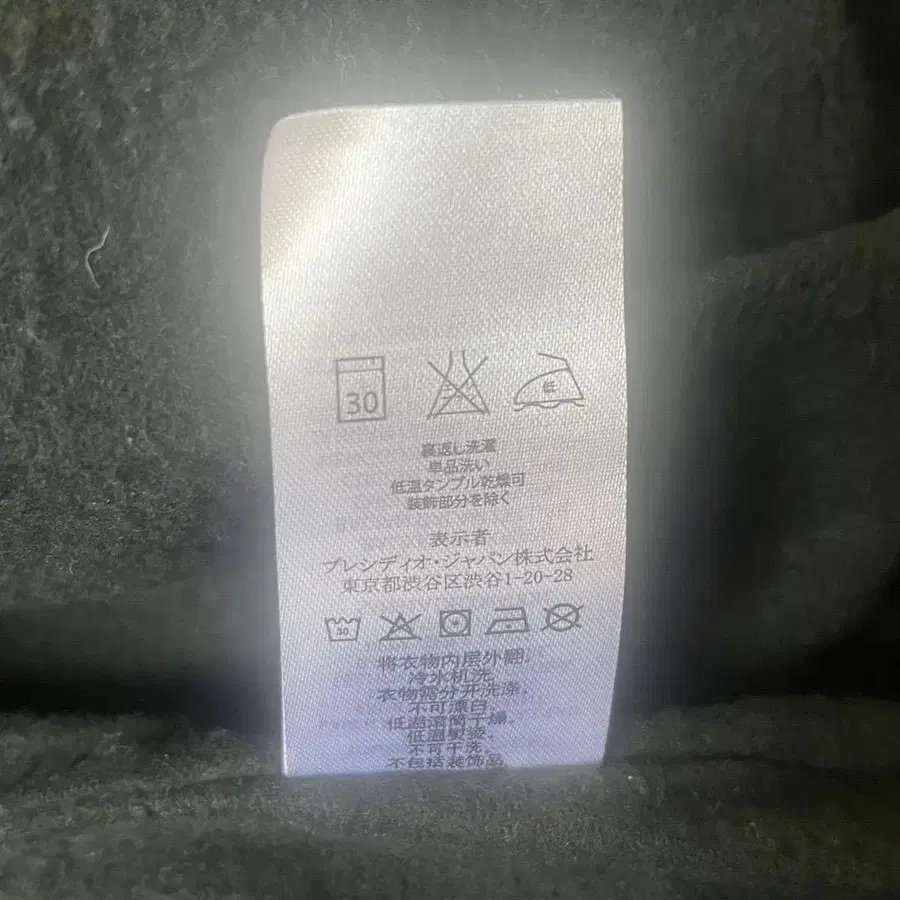 30
低
裏返し洗濯
単品洗い
低温タンブル乾燥可
装飾部分を除く
表示者
プレシディオ・ジャパン株式会社
東京都渋谷区渋谷1-20-28
30
将衣物内层外翻。
冷水机洗。
衣物需分开洗涤。
不可漂白。
低温滚筒干燥。
低温熨烫。
不可干洗。
不包括装饰品。